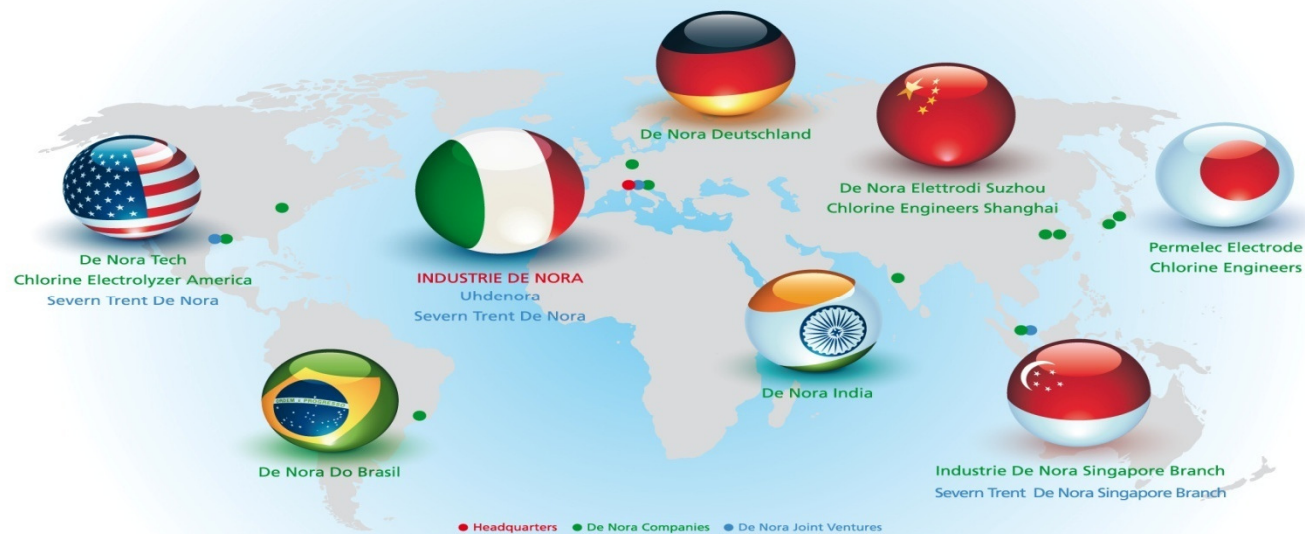 De Nora Deutschland
De Nora Elettrodi Suzhou
Chlorine Engineers Shanghai
De Nora Tech
Chlorine Electrolyzer America
Severn Trent De Nora
INDUSTRIE DE NORA
Uhdenora
Severn Trent De Nora
Permelec Electrode
Chlorine Engineers
De Nora India
De Nora Do Brasil
Industrie De Nora Singapore Branch
Severn Trent De Nora Singapore Branch
Headquarters De Nora Companies De Nora Joint Ventures